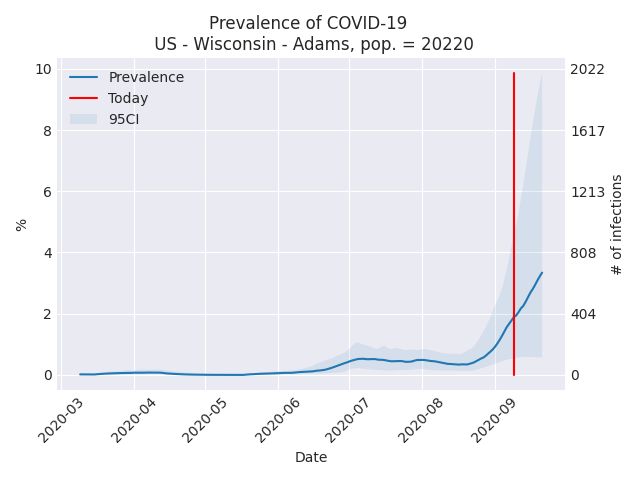 Prevalence of COVID-19
US - Wisconsin - Adams, pop. = 20220
Prevalence
Today
95CI
10
8
6
4
2
0
%
2022
1617
1213
808
404
0
# of infections
2020-03
2020-04
2020-05
2020-06
2020-07
2020-08
2020-09
Date